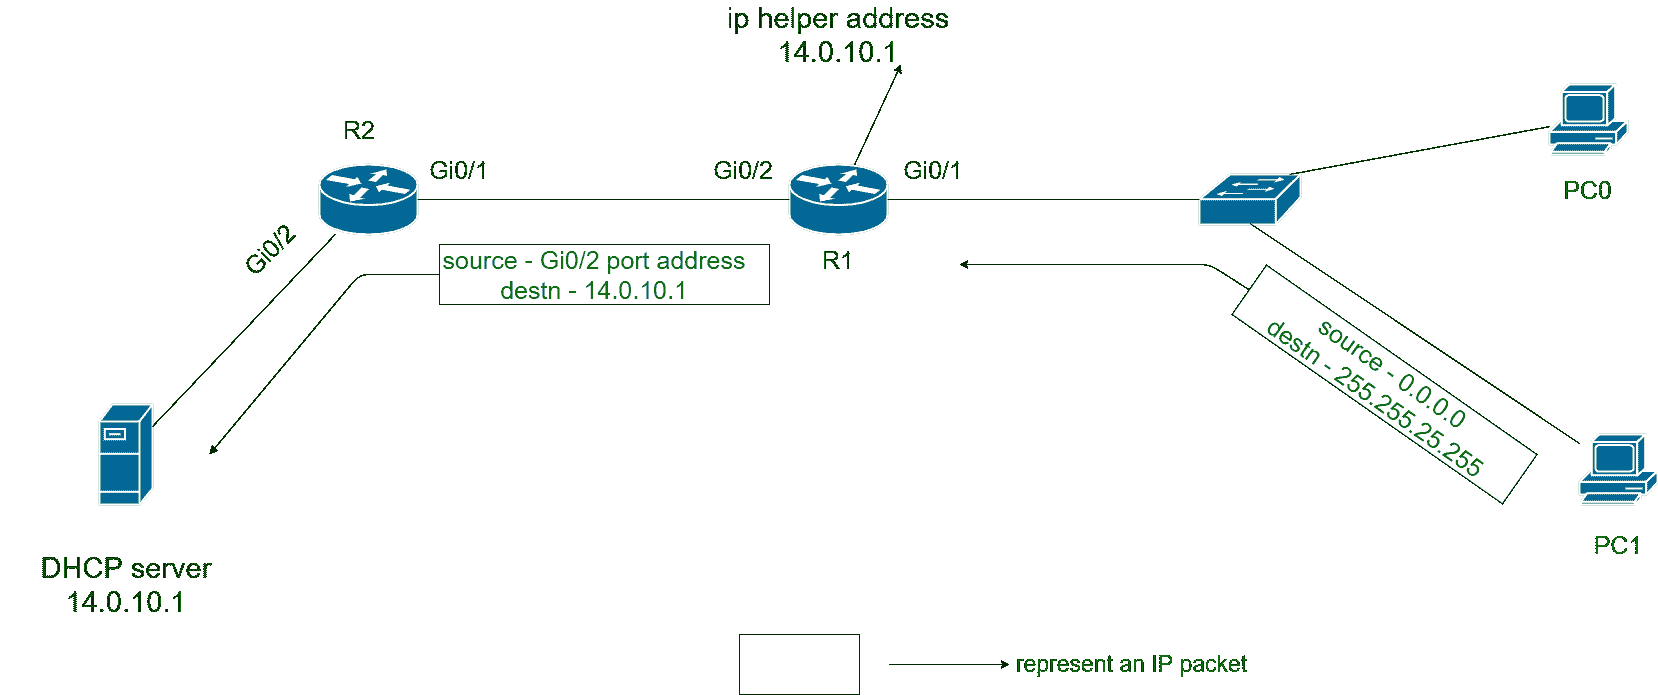 ip helper address
14.0.10.1
R2
Gi0/1
Gi0/2
Gi0/1
PC0
Gi0/2
R1
source - Gi0/2 port address
destn - 14.0.10.1
source - 0.0.0.0
destn - 255.255.25.255
PC1
DHCP server
14.0.10.1
represent an IP packet